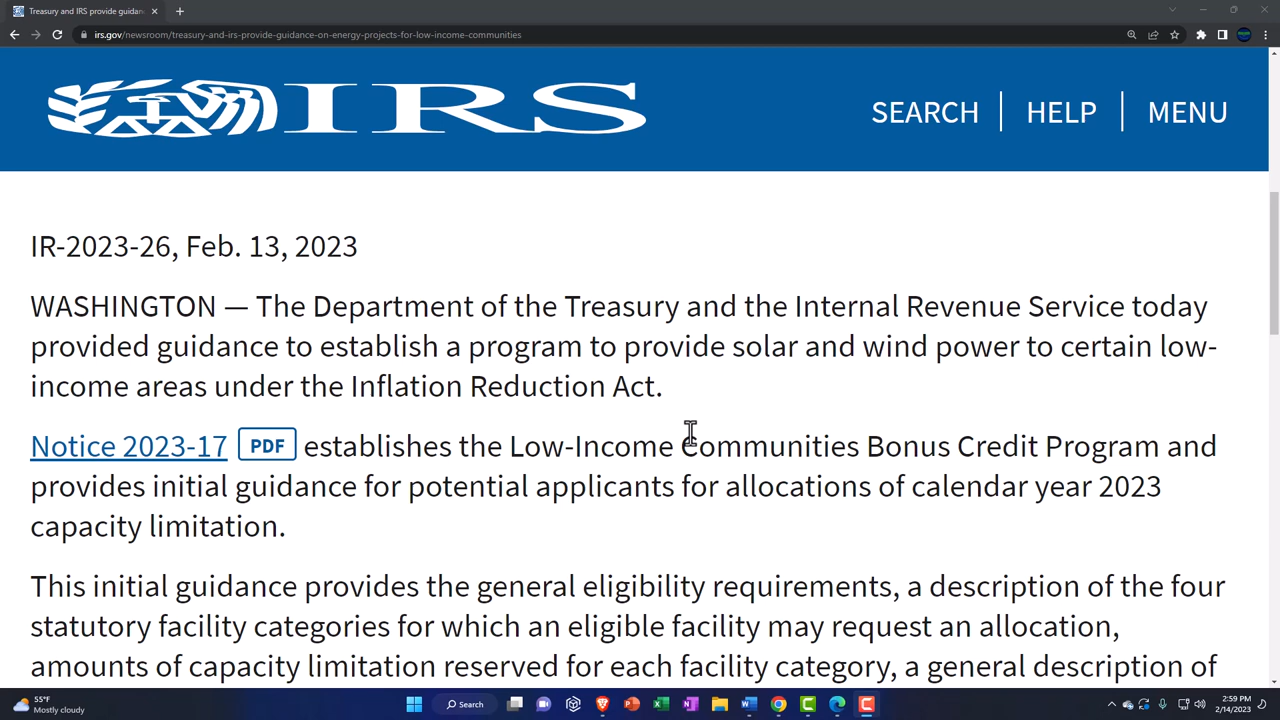 Treasury and IRS provide guidan
irs.gov/newsroom/treasury-and-irs-provide-guidance-on-energy-projects-for-low-income-communities
IRS
SEARCH
HELP
MENU
IR-2023-26, Feb. 13, 2023
WASHINGTON — The Department of the Treasury and the Internal Revenue Service today
provided guidance to establish a program to provide solar and wind power to certain low-
income areas under the Inflation Reduction Act.
Notice 2023-17 PDF establishes the Low-Income Communities Bonus Credit Program and
provides initial guidance for potential applicants for allocations of calendar year 2023
capacity limitation.
This initial guidance provides the general eligibility requirements, a description of the four
statutory facility categories for which an eligible facility may request an allocation,
amounts of capacity limitation reserved for each facility category, a general description of
55°F
Mostly cloudy
Search
2:59 PM
2/14/2023